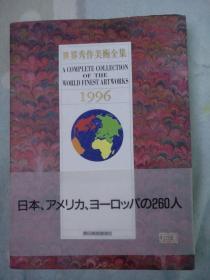 世界秀作美術全集
A COMPLETE COLLECTION
OF THE
WORLD FINEST ARTWORKS
1996
日本、アメリカ、ヨーロッパの260人